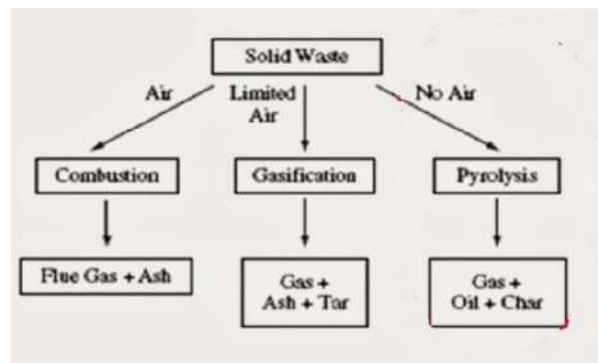 Solid Waste
Air
Limited
Air
No Air
Combustion
Gasification
Pyrolysis
Flue Gas + Ash
Gas +
Ash + Tar
Gas +
Oil + Char